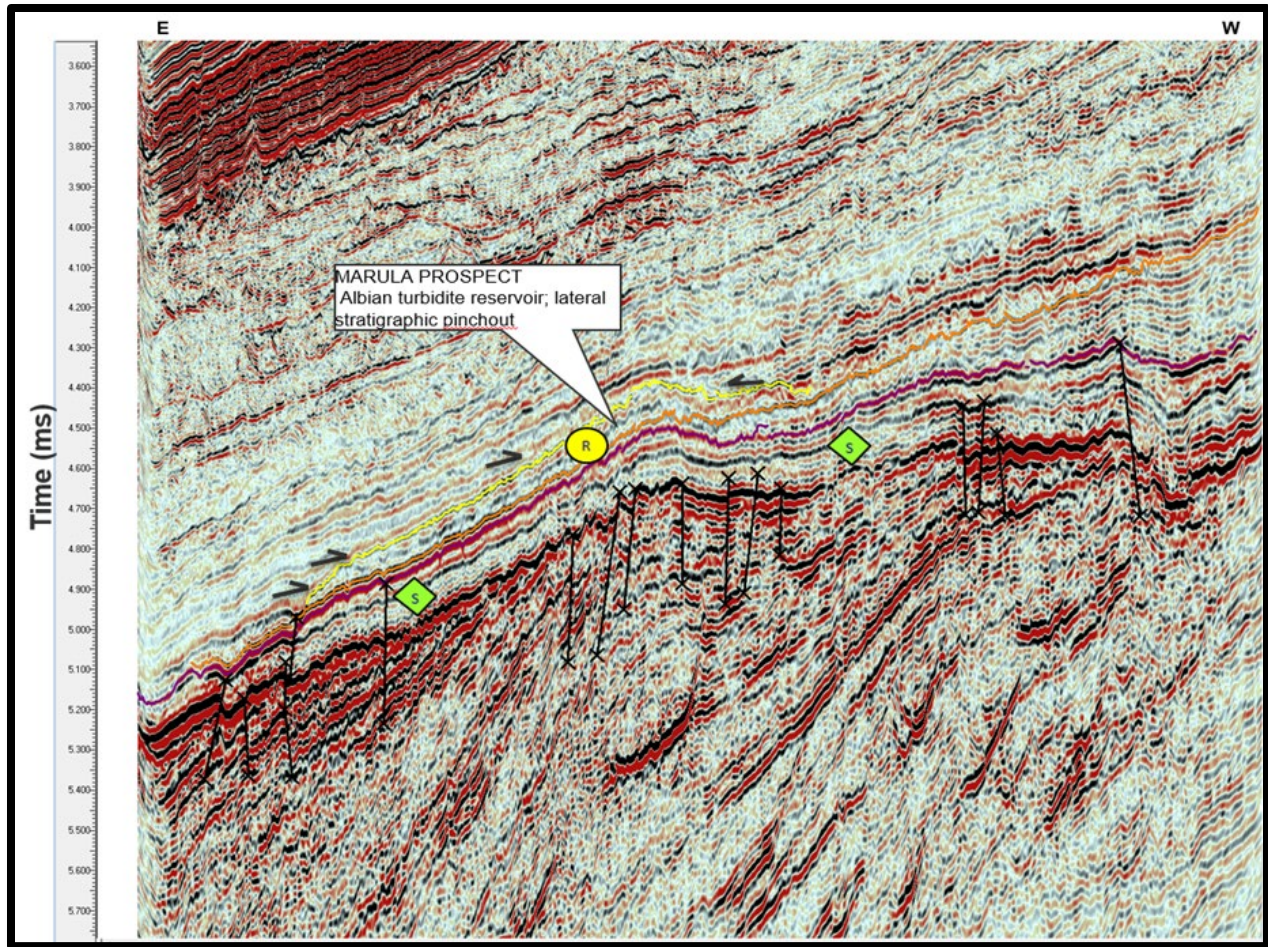 E
W
3.600
3.700
3.800
3.900
4.000
4.100
4.200
4.300
4.400
4.500
4.600
4.700
4.800
4.900
5.000
5.100
5.200
5.300
5.400
5.500
5.600
5.700
Time (ms)
MARULA PROSPECT
Albian turbidite reservoir; lateral
stratigraphic pinchout
R
S
S